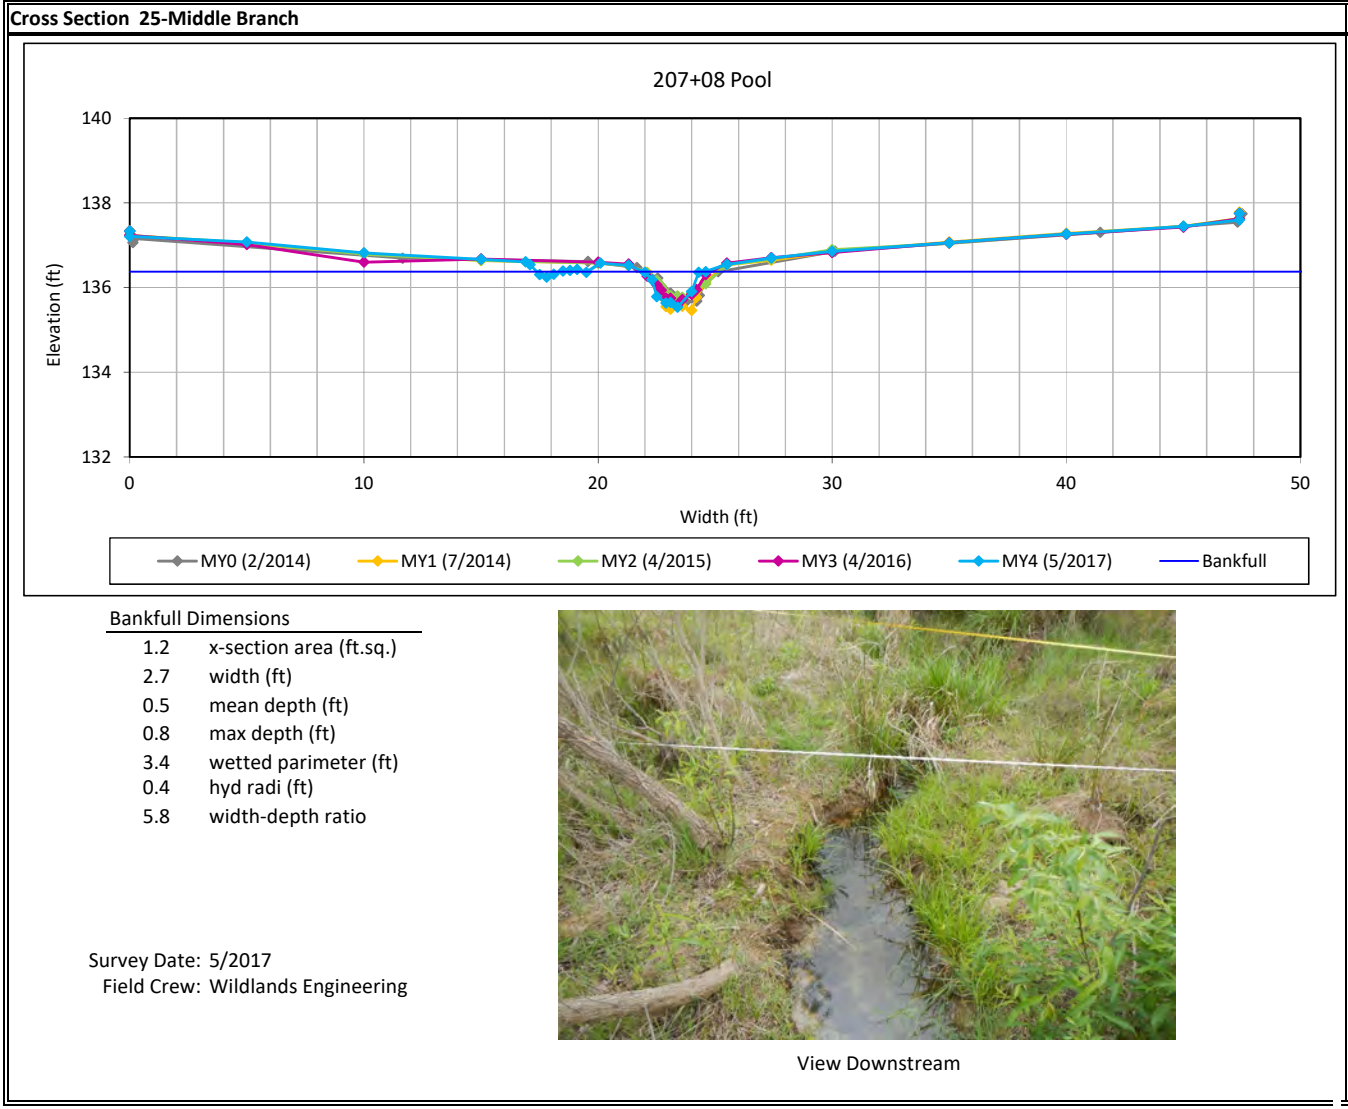 Cross Section 25-Middle Branch
207+08 Pool
140
138
136
134
132
Elevation (ft)
0 10 20 30 40 50
Width (ft)
MY0 (2/2014) MY1 (7/2014) MY2 (4/2015) MY3 (4/2016) MY4 (5/2017) Bankfull
Bankfull Dimensions
1.2 x-section area (ft.sq.)
2.7 width (ft)
0.5 mean depth (ft)
0.8 max depth (ft)
3.4 wetted parimeter (ft)
0.4 hyd radi (ft)
5.8 width-depth ratio
Survey Date: 5/2017
Field Crew: Wildlands Engineering
View Downstream